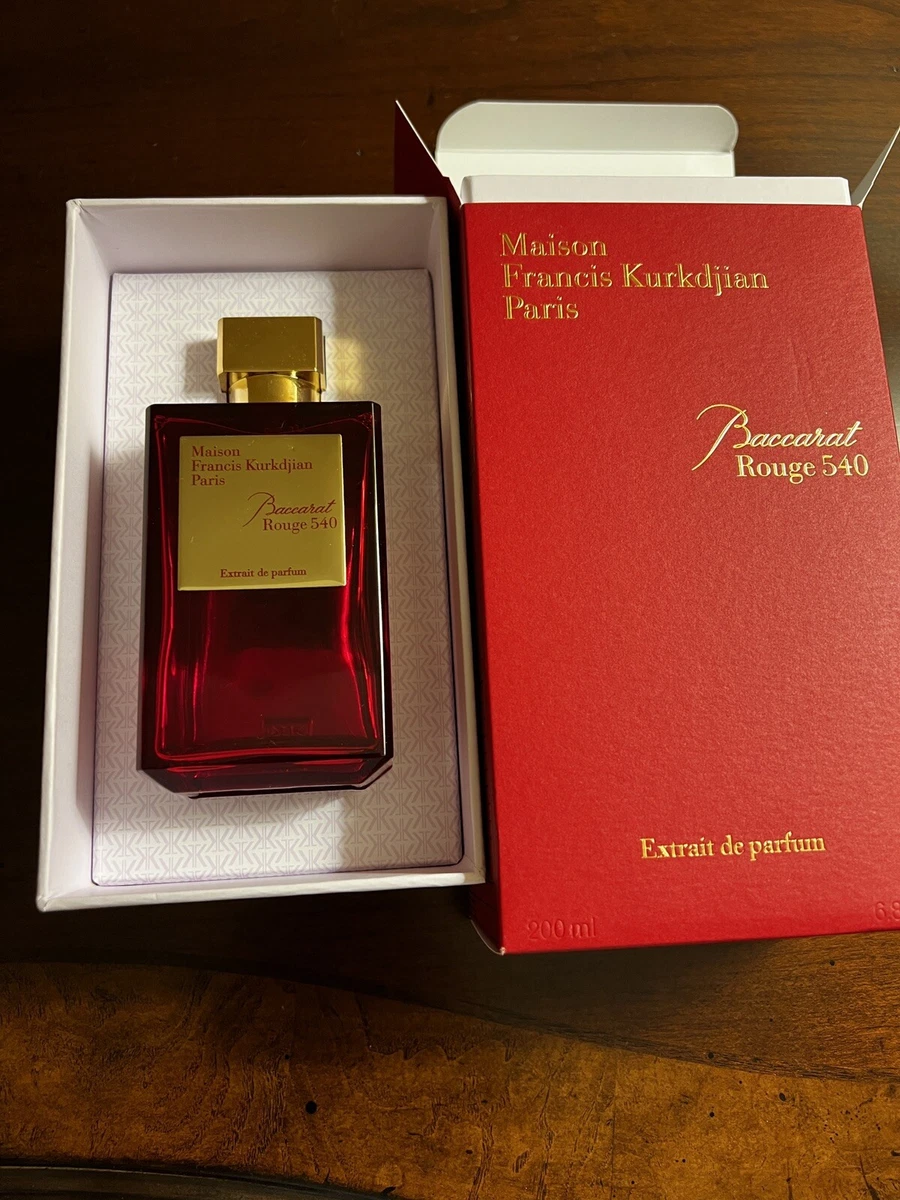 Maison
Francis Kurkdjian
Paris
Baccarat
Rouge 540
Extrait de parfum
Maison
Francis Kurkdjian
Paris
Baccarat
Rouge 540
Extrait de parfum
200 ml